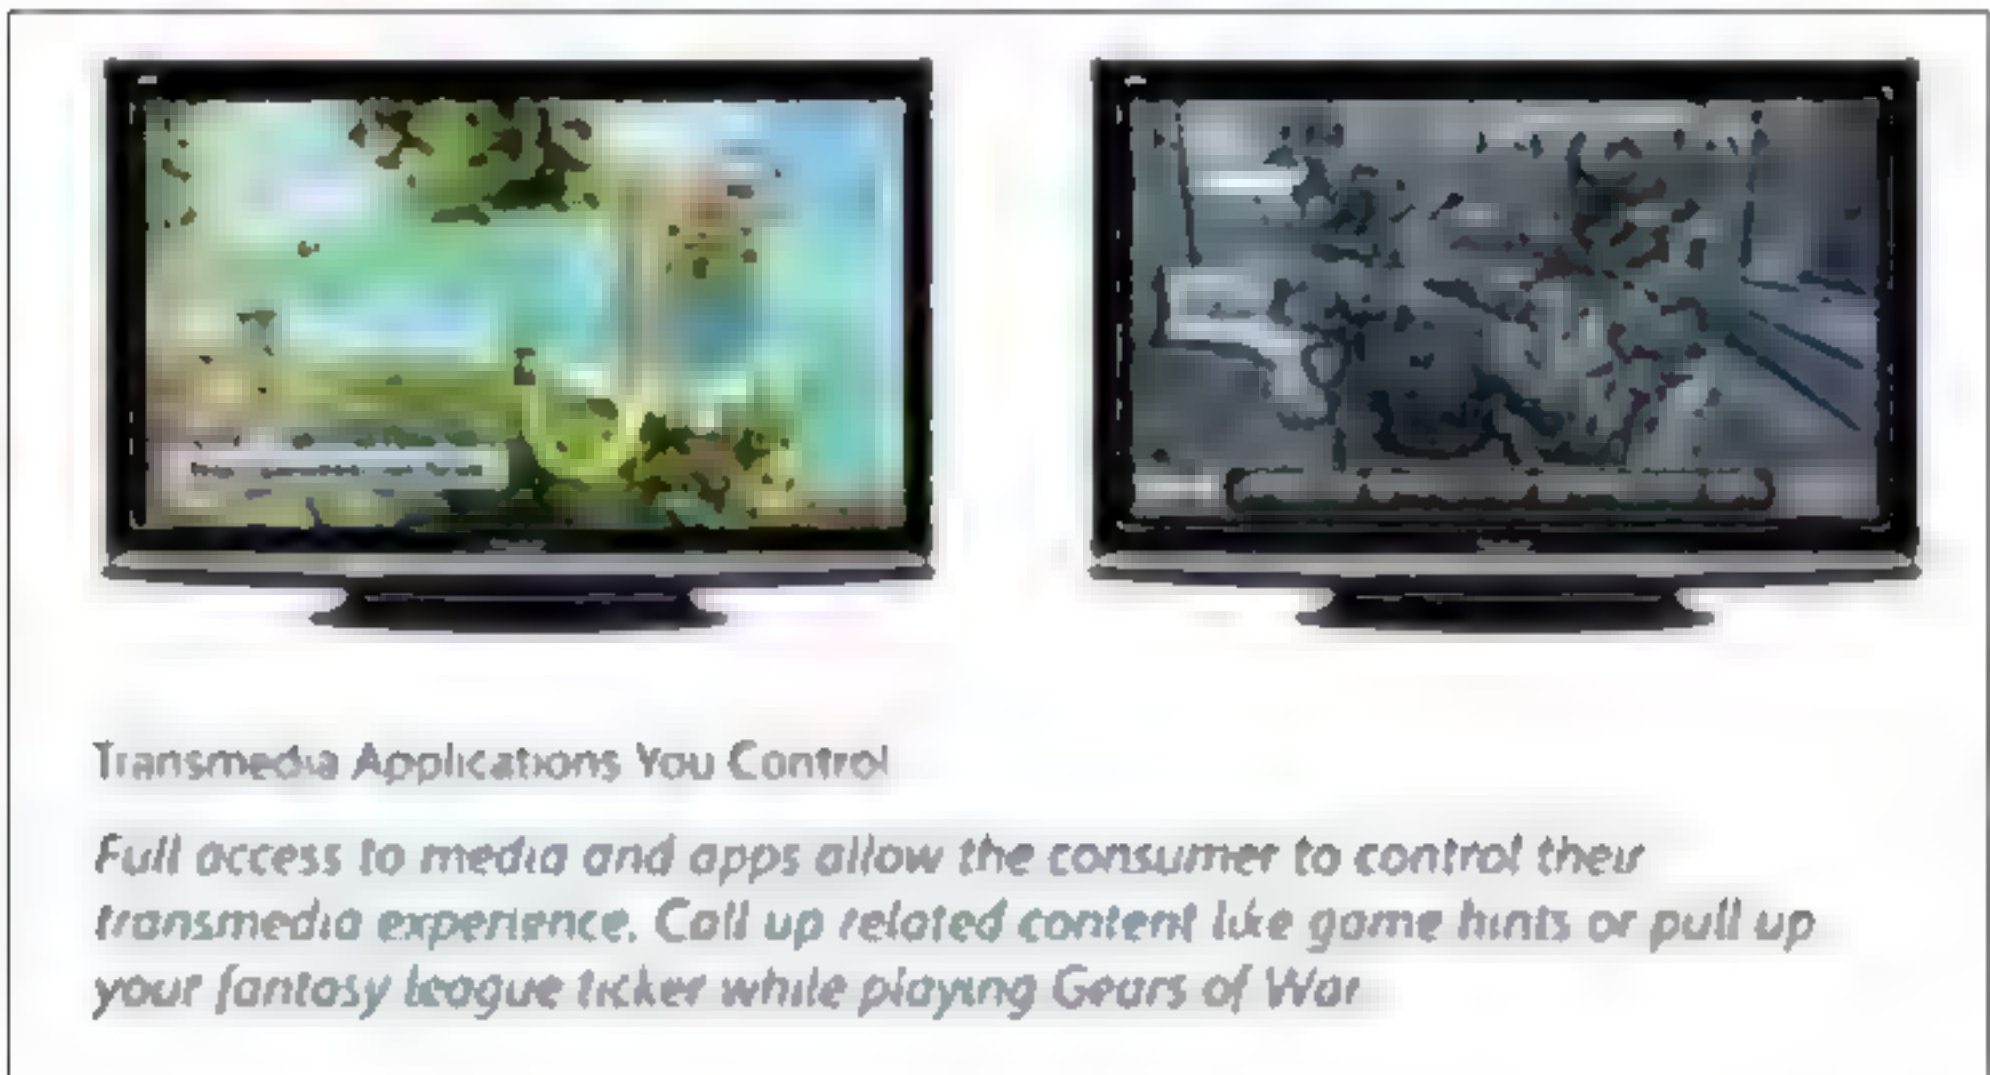 Transmedia Applications You Control
Full access to media and apps allow the consumer to control their
transmedia experience. Call up related content like game hints or pull up
your fantasy league ticker while playing Gears of War